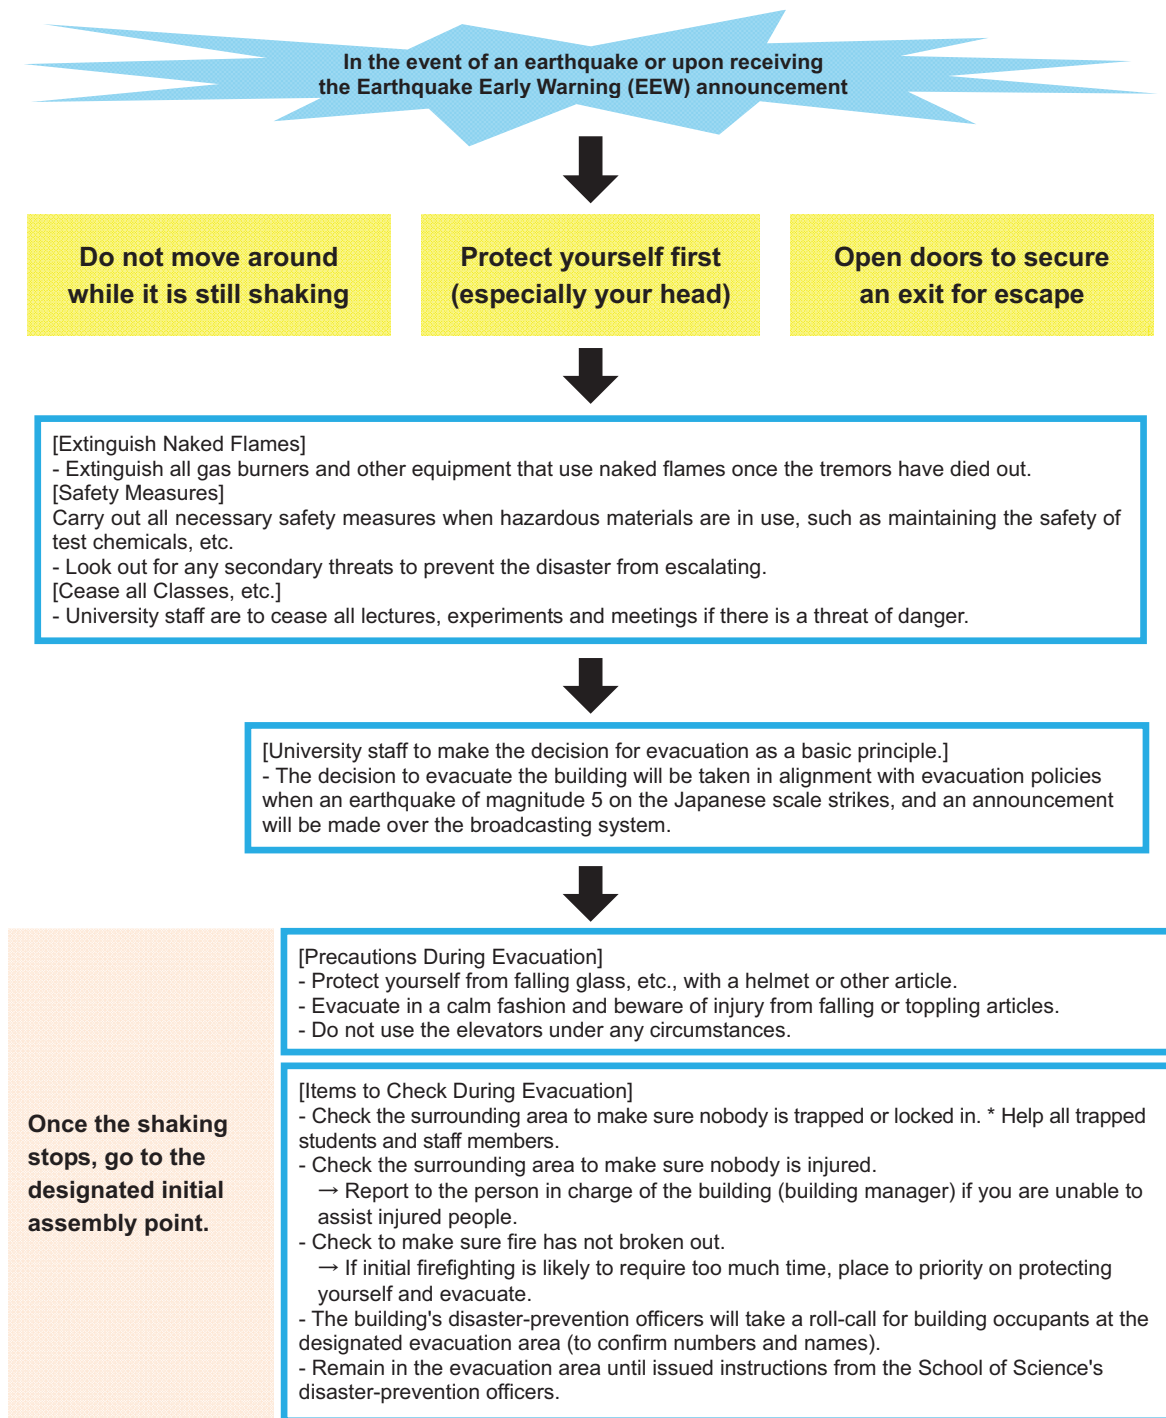 In the event of an earthquake or upon receiving
the Earthquake Early Warning (EEW) announcement
Do not move around
while it is still shaking
Protect yourself first
(especially your head)
Open doors to secure
an exit for escape
[Extinguish Naked Flames]
- Extinguish all gas burners and other equipment that use naked flames once the tremors have died out.
[Safety Measures]
Carry out all necessary safety measures when hazardous materials are in use, such as maintaining the safety of
test chemicals, etc.
- Look out for any secondary threats to prevent the disaster from escalating.
[Cease all Classes, etc.]
- University staff are to cease all lectures, experiments and meetings if there is a threat of danger.
[University staff to make the decision for evacuation as a basic principle.]
- The decision to evacuate the building will be taken in alignment with evacuation policies
when an earthquake of magnitude 5 on the Japanese scale strikes, and an announcement
will be made over the broadcasting system.
Once the shaking
stops, go to the
designated initial
assembly point.
[Precautions During Evacuation]
- Protect yourself from falling glass, etc., with a helmet or other article.
- Evacuate in a calm fashion and beware of injury from falling or toppling articles.
- Do not use the elevators under any circumstances.
[Items to Check During Evacuation]
- Check the surrounding area to make sure nobody is trapped or locked in. * Help all trapped
students and staff members.
- Check the surrounding area to make sure nobody is injured.
→ Report to the person in charge of the building (building manager) if you are unable to
assist injured people.
- Check to make sure fire has not broken out.
→ If initial firefighting is likely to require too much time, place to priority on protecting
yourself and evacuate.
- The building's disaster-prevention officers will take a roll-call for building occupants at the
designated evacuation area (to confirm numbers and names).
- Remain in the evacuation area until issued instructions from the School of Science's
disaster-prevention officers.